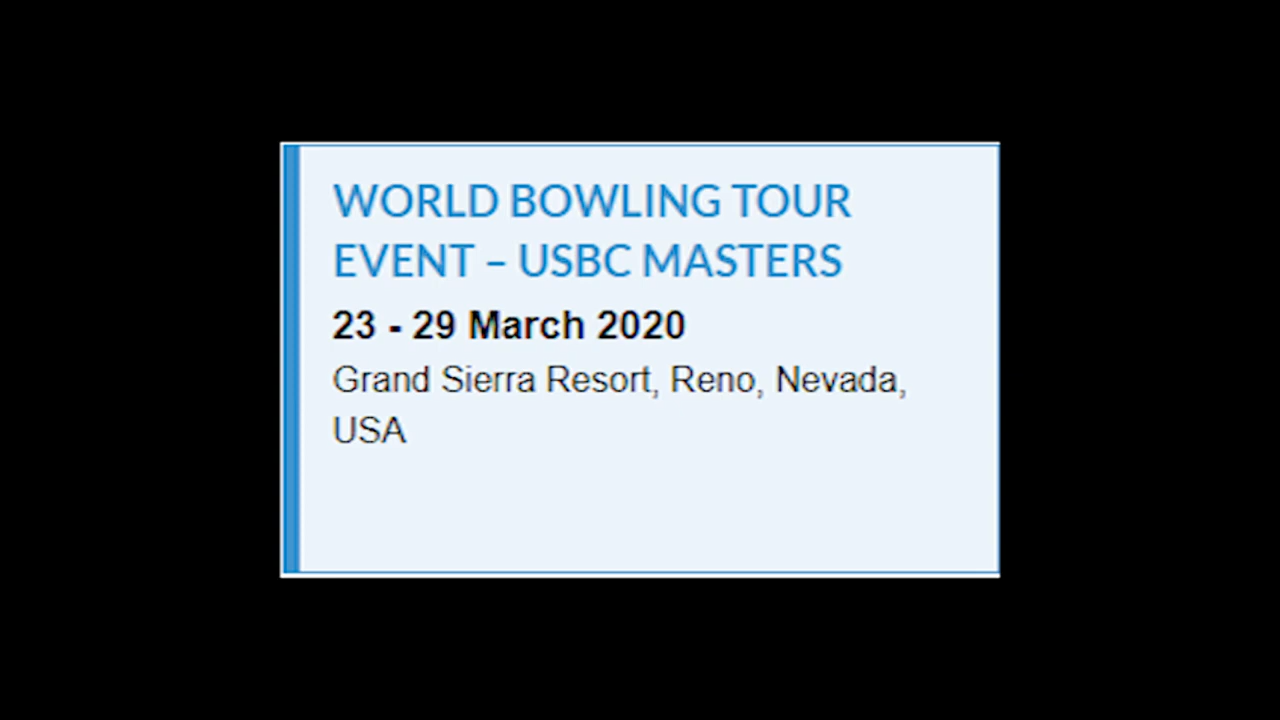 WORLD BOWLING TOUR
EVENT – USBC MASTERS
23 - 29 March 2020
Grand Sierra Resort, Reno, Nevada,
USA